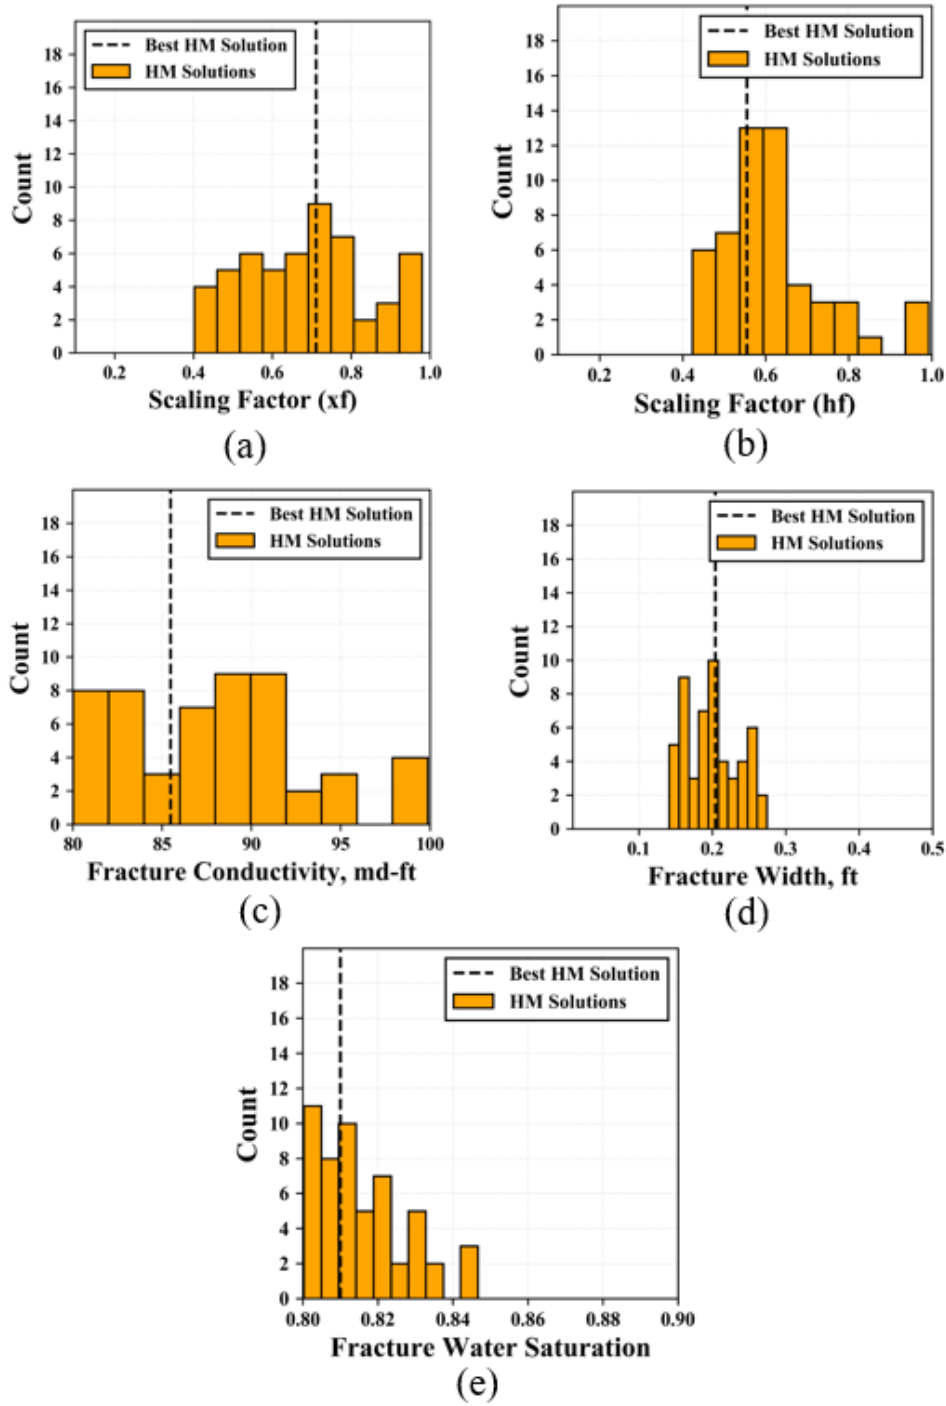 Best HM Solution
HM Solutions
18
16
14
12
10
8
6
4
2
0
Count
0.2 0.4 0.6 0.8 1.0
Scaling Factor (xf)
(a)
Best HM Solution
HM Solutions
18
16
14
12
10
8
6
4
2
0
Count
0.2 0.4 0.6 0.8 1.0
Scaling Factor (hf)
(b)
Best HM Solution
HM Solutions
18
16
14
12
10
8
6
4
2
0
Count
80 85 90 95 100
Fracture Conductivity, md-ft
(c)
Best HM Solution
HM Solutions
18
16
14
12
10
8
6
4
2
0
Count
0.1 0.2 0.3 0.4 0.5
Fracture Width, ft
(d)
Best HM Solution
HM Solutions
18
16
14
12
10
8
6
4
2
0
Count
0.80 0.82 0.84 0.86 0.88 0.90
Fracture Water Saturation
(e)